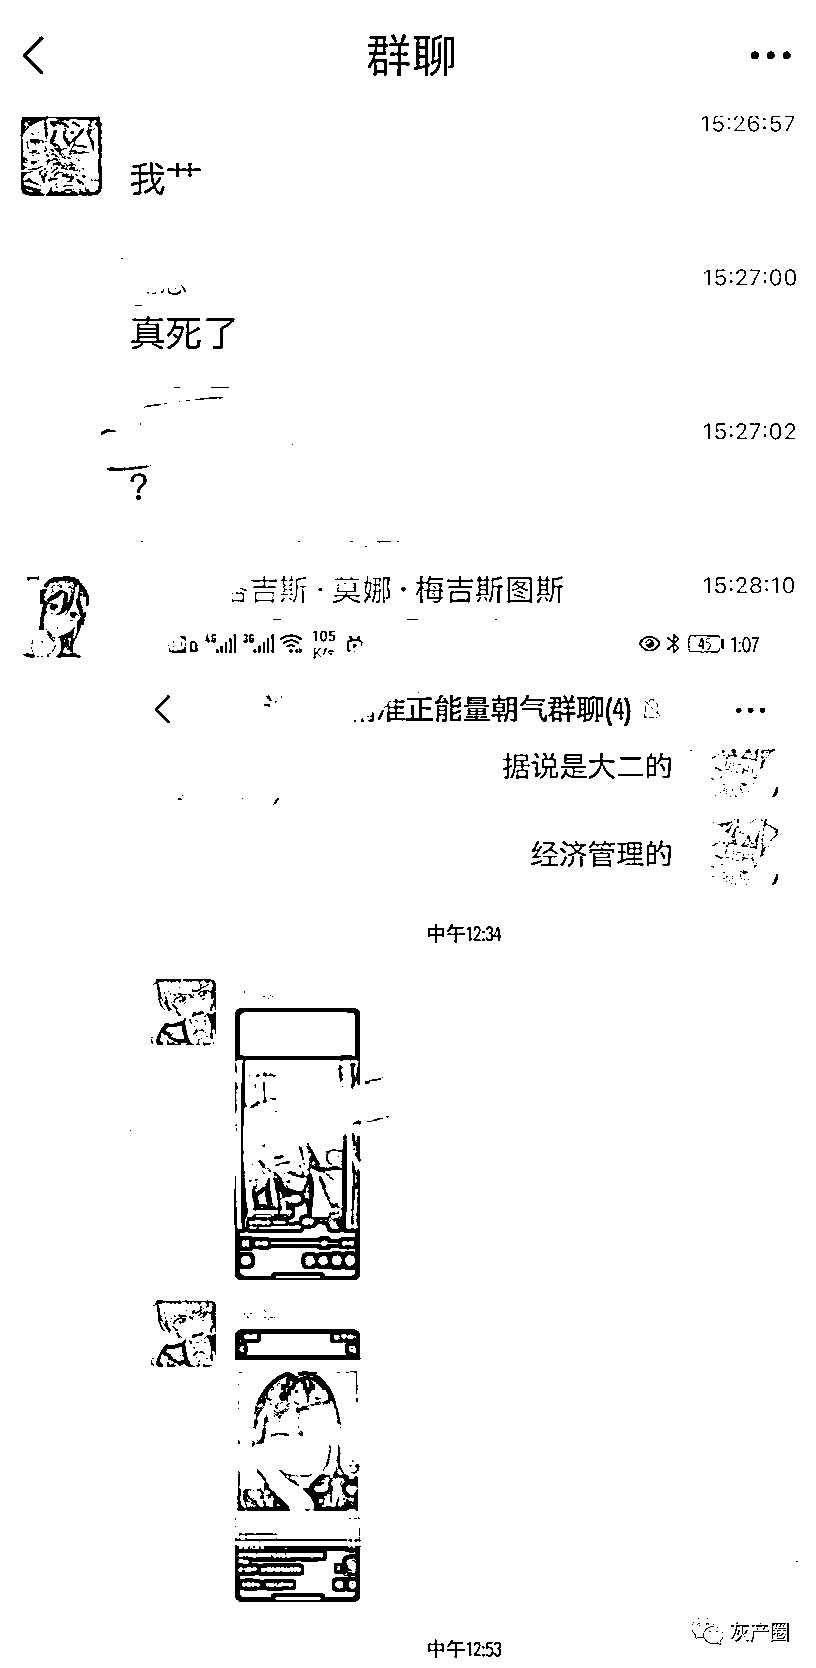 群聊
15:26:57
我艹
15:27:00
真死了
15:27:02
?
吉斯·莫娜·梅吉斯图斯
15:28:10
4G 3G 105 K/s 45 1:07
准正能量朝气群聊(4)
据说是大二的
经济管理的
中午12:34
灰产圈
中午12:53